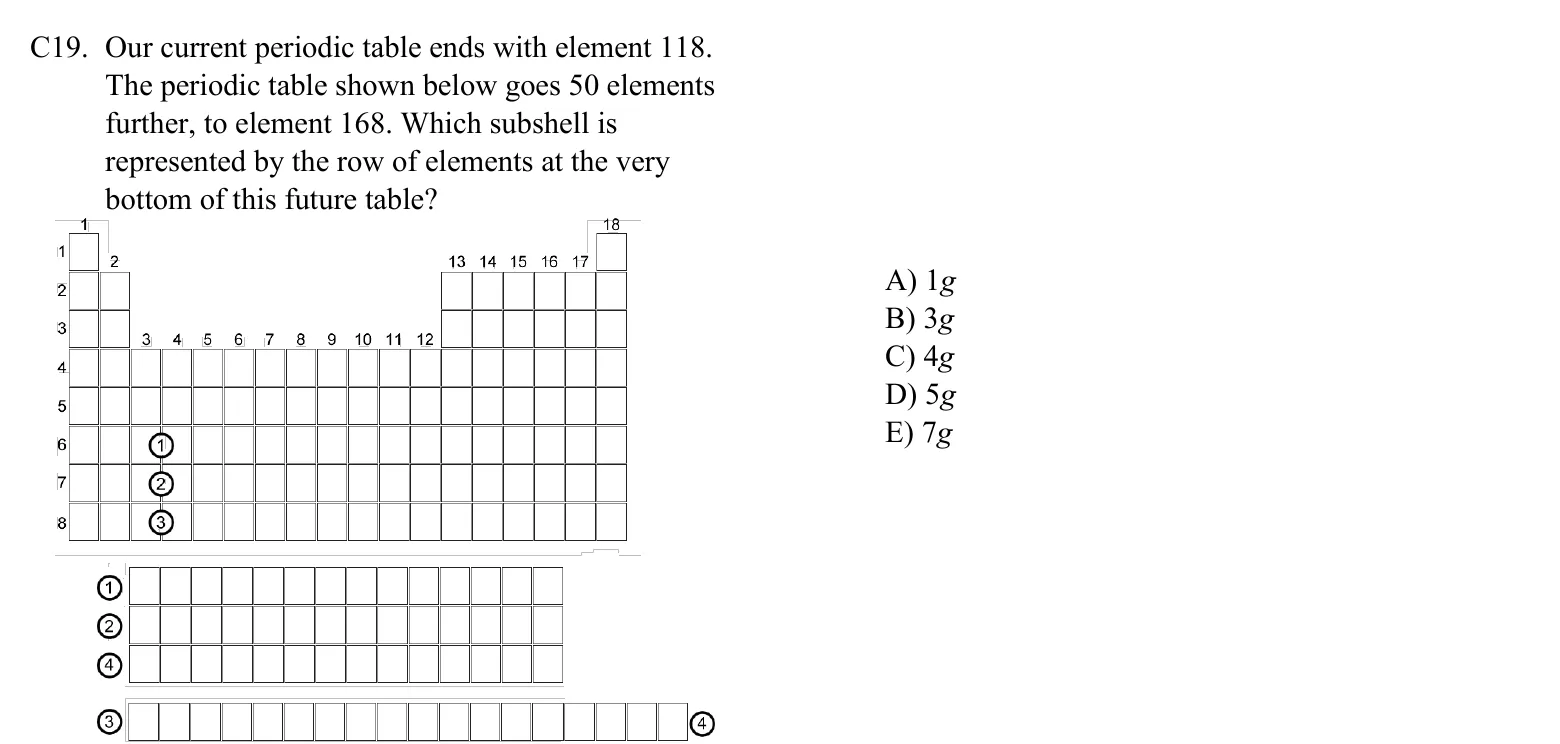 C19. Our current periodic table ends with element 118.
The periodic table shown below goes 50 elements
further, to element 168. Which subshell is
represented by the row of elements at the very
bottom of this future table?
1 18
1
2 13 14 15 16 17
2
3
3 4 5 6 7 8 9 10 11 12
4
5
6 1
7 2
8 3
1
2
4
3 4
A) 1g
B) 3g
C) 4g
D) 5g
E) 7g